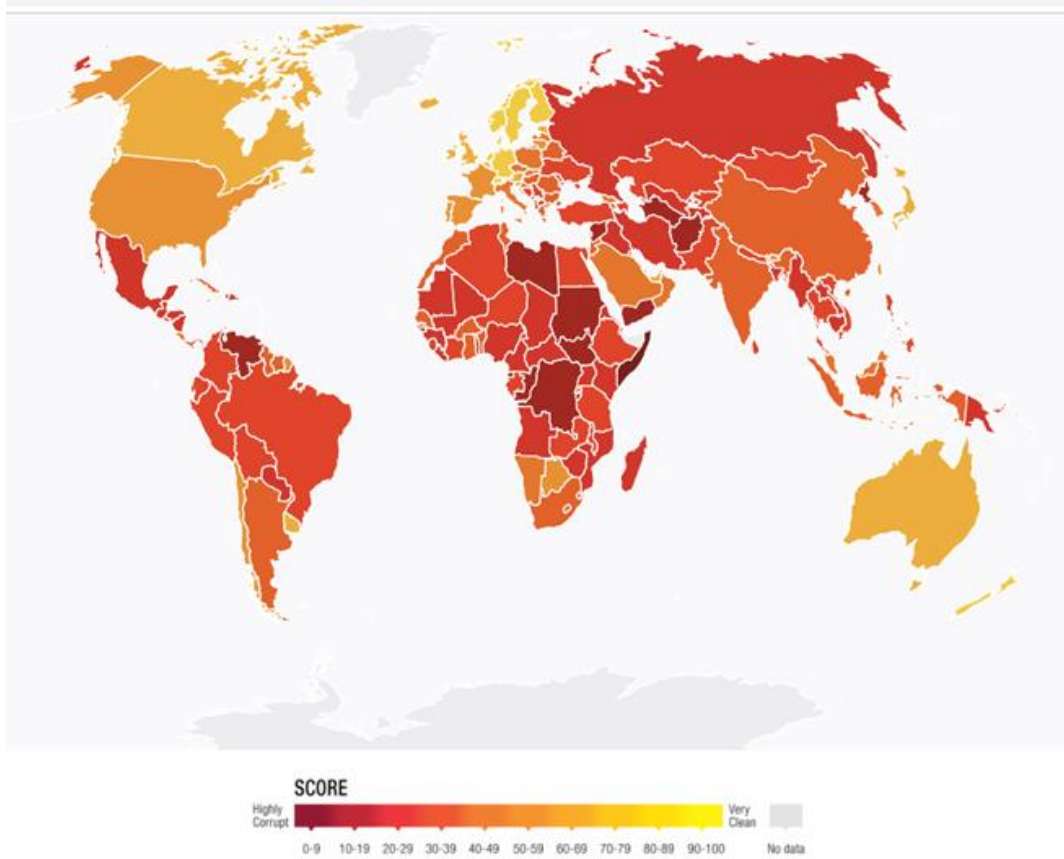 SCORE
Highly
Corrupt
Very
Clean
0-9 10-19 20-29 30-39 40-49 50-59 60-69 70-79 80-89 90-100 No data